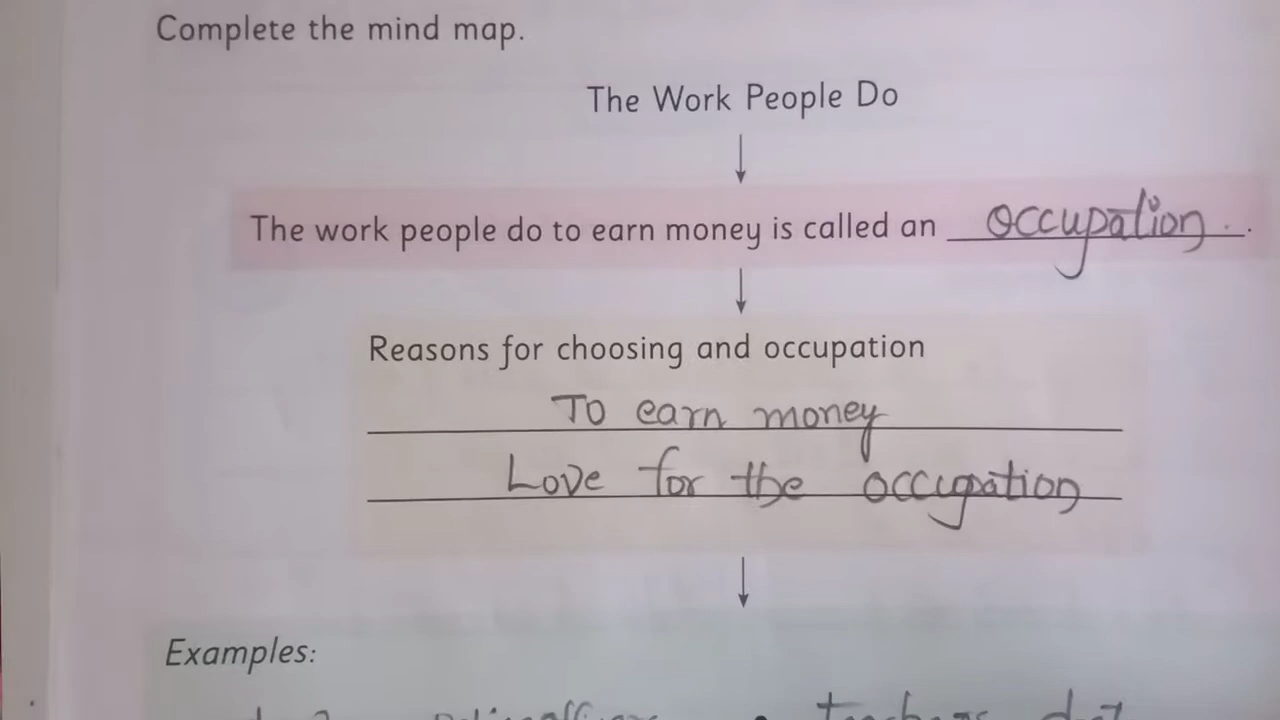 Complete the mind map.
The Work People Do
The work people do to earn money is called an occupation.
Reasons for choosing and occupation
To earn money
Love for the occupation
Examples: